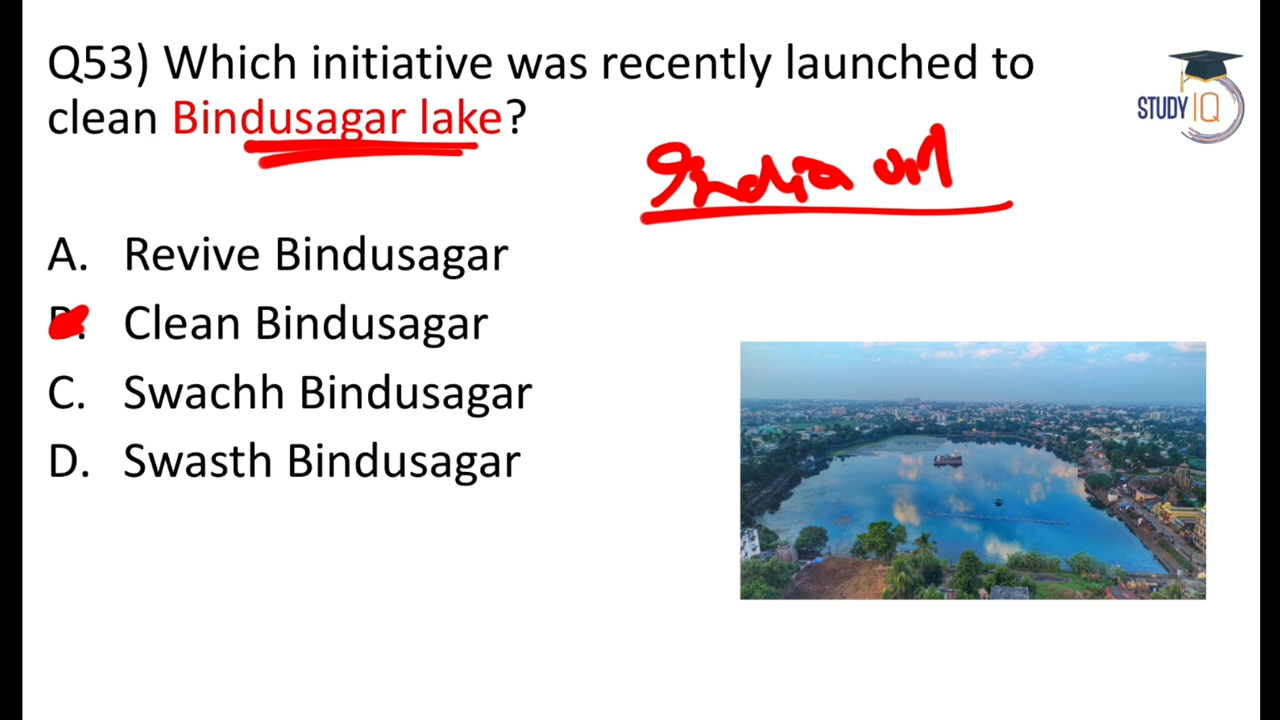 Q53) Which initiative was recently launched to
clean Bindusagar lake?
STUDY IQ
India
A. Revive Bindusagar
Clean Bindusagar
C. Swachh Bindusagar
D. Swasth Bindusagar